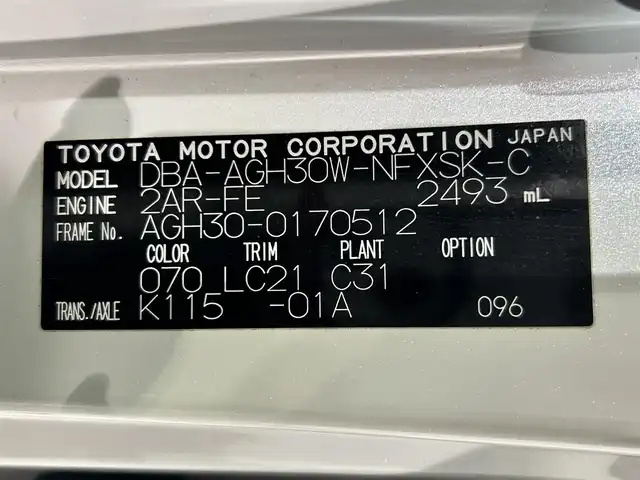 TOYOTA MOTOR CORPORATION JAPAN
MODEL DBA-AGH30W-NFXSK-C
ENGINE 2AR-FE 2493 mL
FRAME No. AGH30-0170512
COLOR TRIM PLANT OPTION
070 LC21 C31
TRANS./AXLE K115 -01A 096